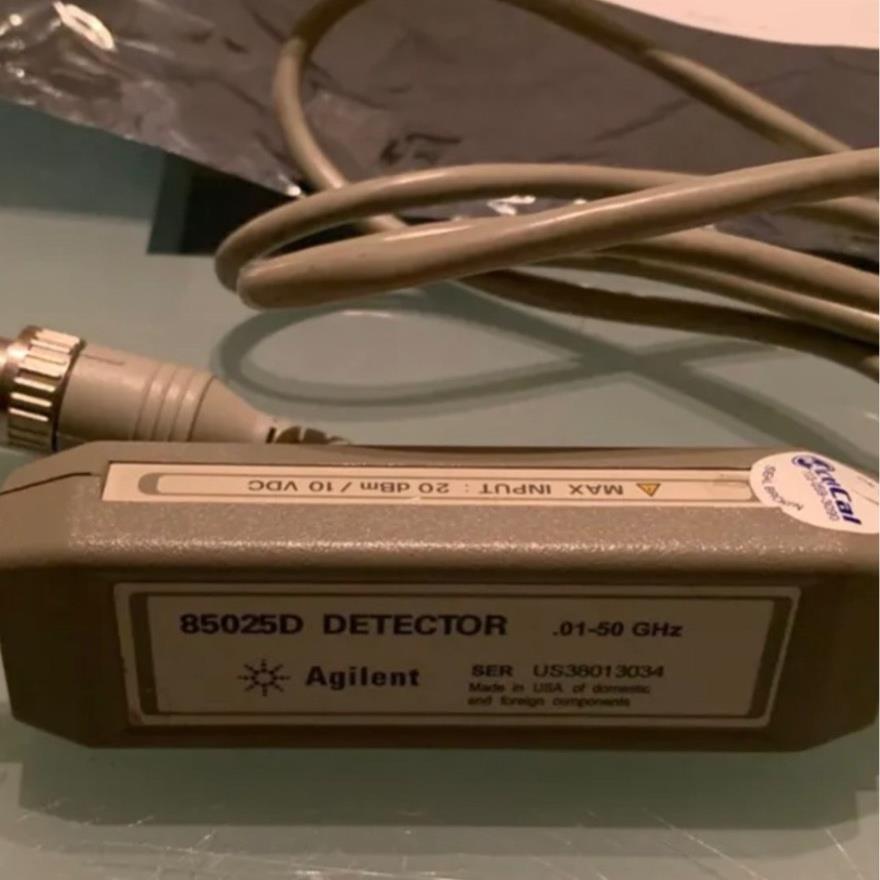 MAX INPUT : 20 dBm / 10 VDC
85025D DETECTOR .01-50 GHz
Agilent
SER US38013034
Made in USA of domestic
and foreign components